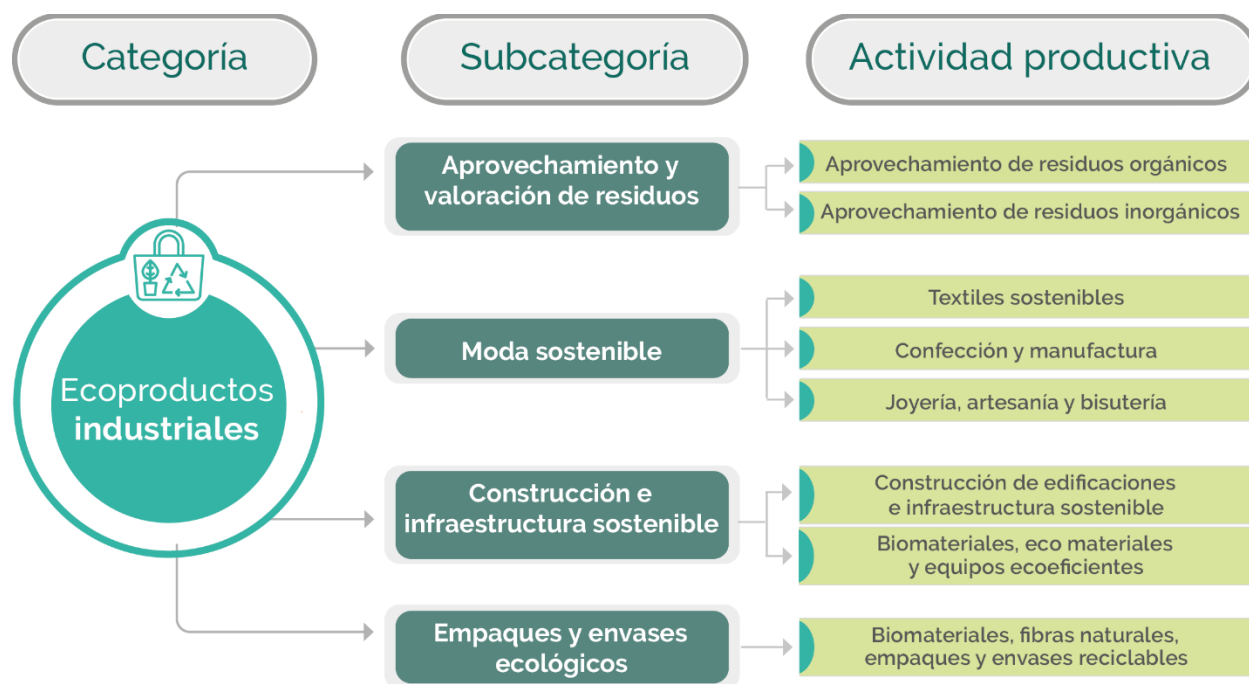 Categoría
Subcategoría
Actividad productiva
Ecoproductos
industriales
Aprovechamiento y
valoración de residuos
Aprovechamiento de residuos orgánicos
Aprovechamiento de residuos inorgánicos
Moda sostenible
Textiles sostenibles
Confección y manufactura
Joyería, artesanía y bisutería
Construcción e
infraestructura sostenible
Construcción de edificaciones
e infraestructura sostenible
Biomateriales, eco materiales
y equipos ecoeficientes
Empaques y envases
ecológicos
Biomateriales, fibras naturales,
empaques y envases reciclables